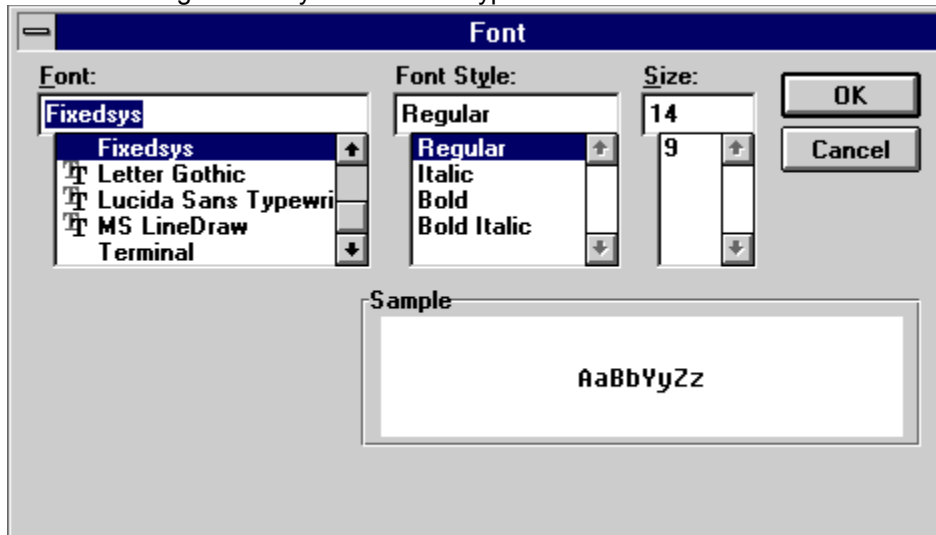 Font
Font: Font Style: Size:
Fixedsys Regular 14 OK
Fixedsys Regular 9 Cancel
Letter Gothic Italic
Lucida Sans Typewri Bold
MS LineDraw Bold Italic
Terminal
Sample
AaBbYyZz